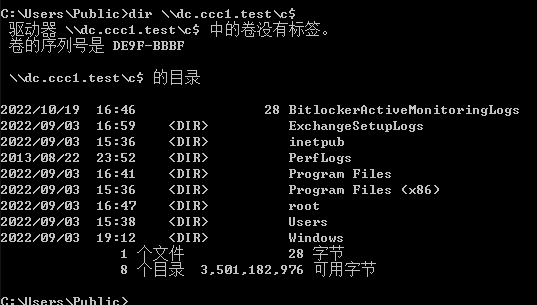 C:\Users\Public>dir \\dc.ccc1.test\c$
驱动器 \\dc.ccc1.test\c$ 中的卷没有标签。
卷的序列号是 DE9F-BBBF
\\dc.ccc1.test\c$ 的目录
2022/10/19  16:46                28 BitlockerActiveMonitoringLogs
2022/09/03  16:59    <DIR>          ExchangeSetupLogs
2022/09/03  15:36    <DIR>          inetpub
2013/08/22  23:52    <DIR>          PerfLogs
2022/09/03  16:41    <DIR>          Program Files
2022/09/03  15:36    <DIR>          Program Files (x86)
2022/09/03  16:47    <DIR>          root
2022/09/03  15:38    <DIR>          Users
2022/09/03  19:12    <DIR>          Windows
1 个文件             28 字节
8 个目录  3,501,182,976 可用字节
C:\Users\Public>